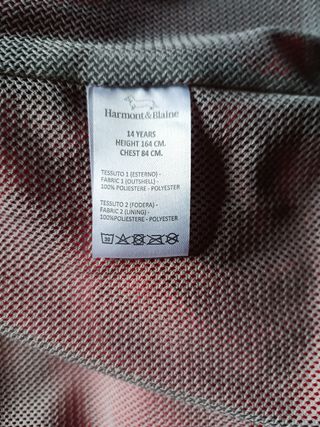 Harmont&Blaine
14 YEARS
HEIGHT 164 CM.
CHEST 84 CM.
TESSUTO 1 (ESTERNO) -
FABRIC 1 (OUTSHELL) -
100%POLIESTERE - POLYESTER
TESSUTO 2 (FODERA) -
FABRIC 2 (LINING) -
100%POLIESTERE - POLYESTER
30